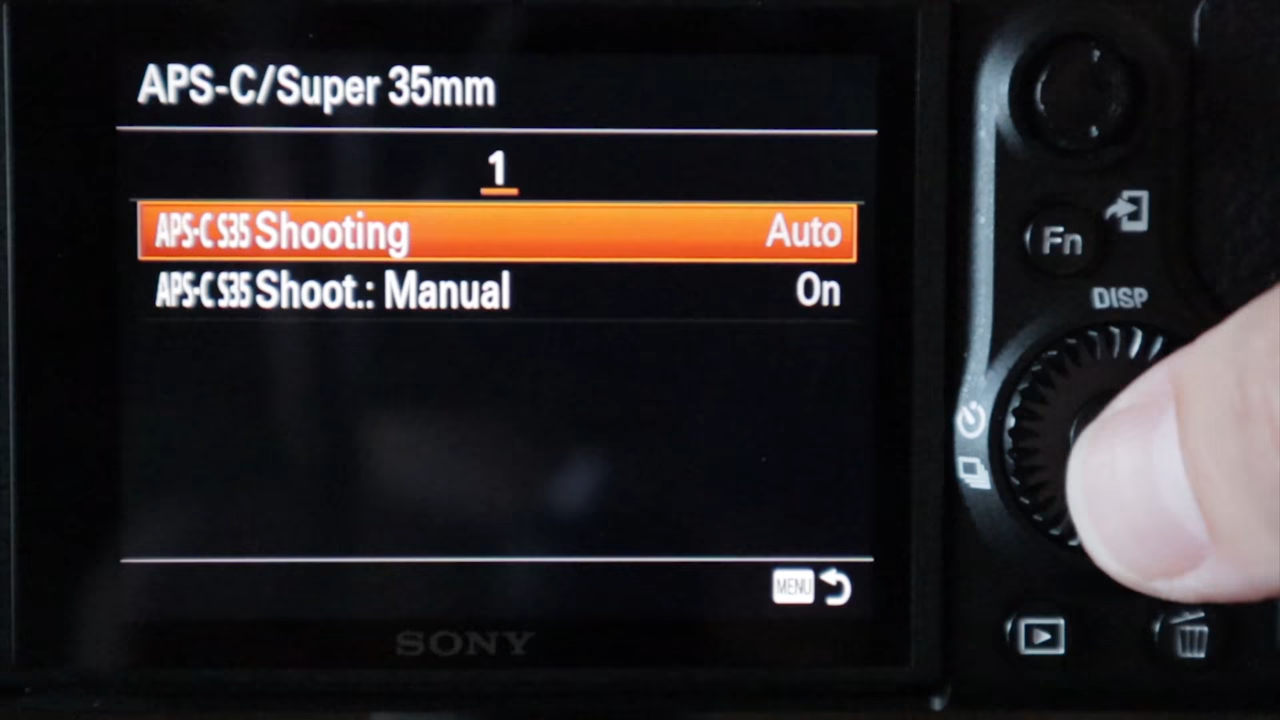 APS-C/Super 35mm
1
APS-C S35 Shooting Auto
APS-C S35 Shoot.: Manual On
MENU
SONY
Fn
DISP